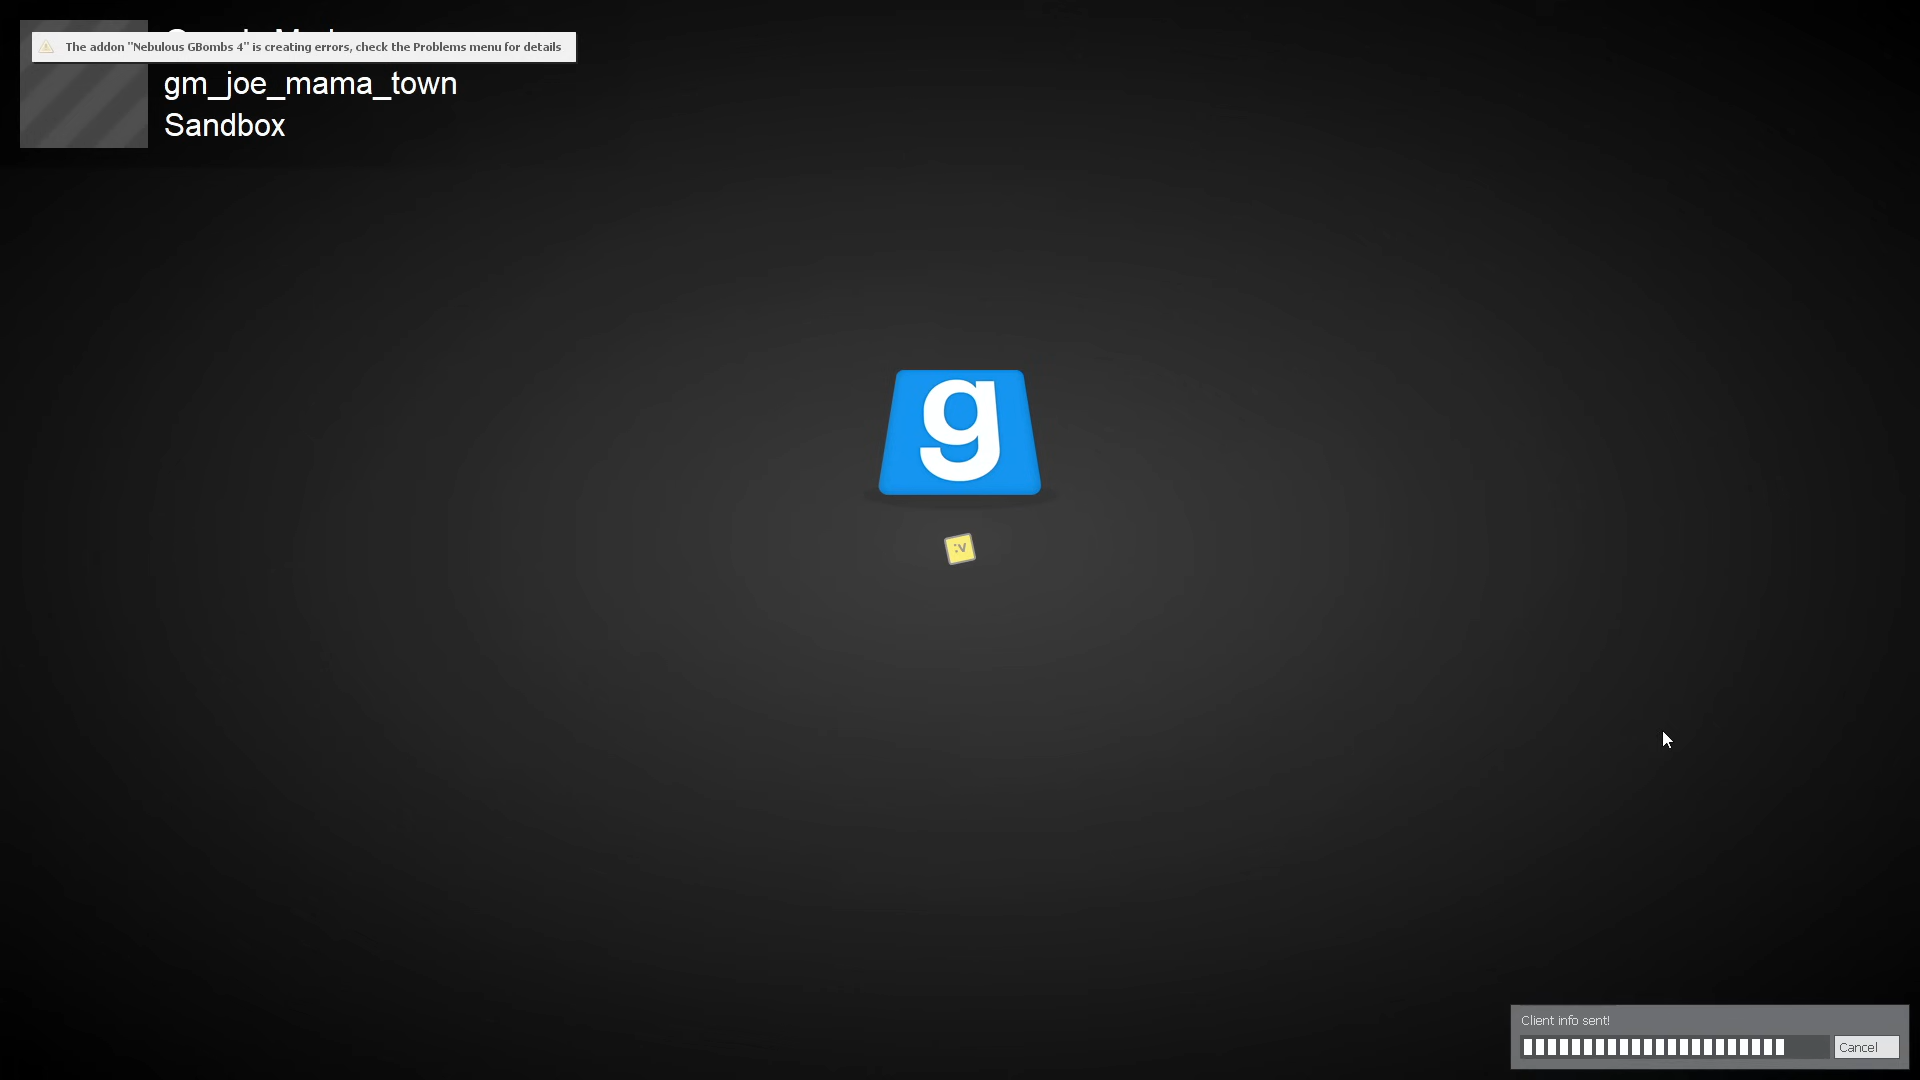 The addon "Nebulous GBombs 4" is creating errors, check the Problems menu for details
gm_joe_mama_town
Sandbox
g
:v
Client info sent!
Cancel